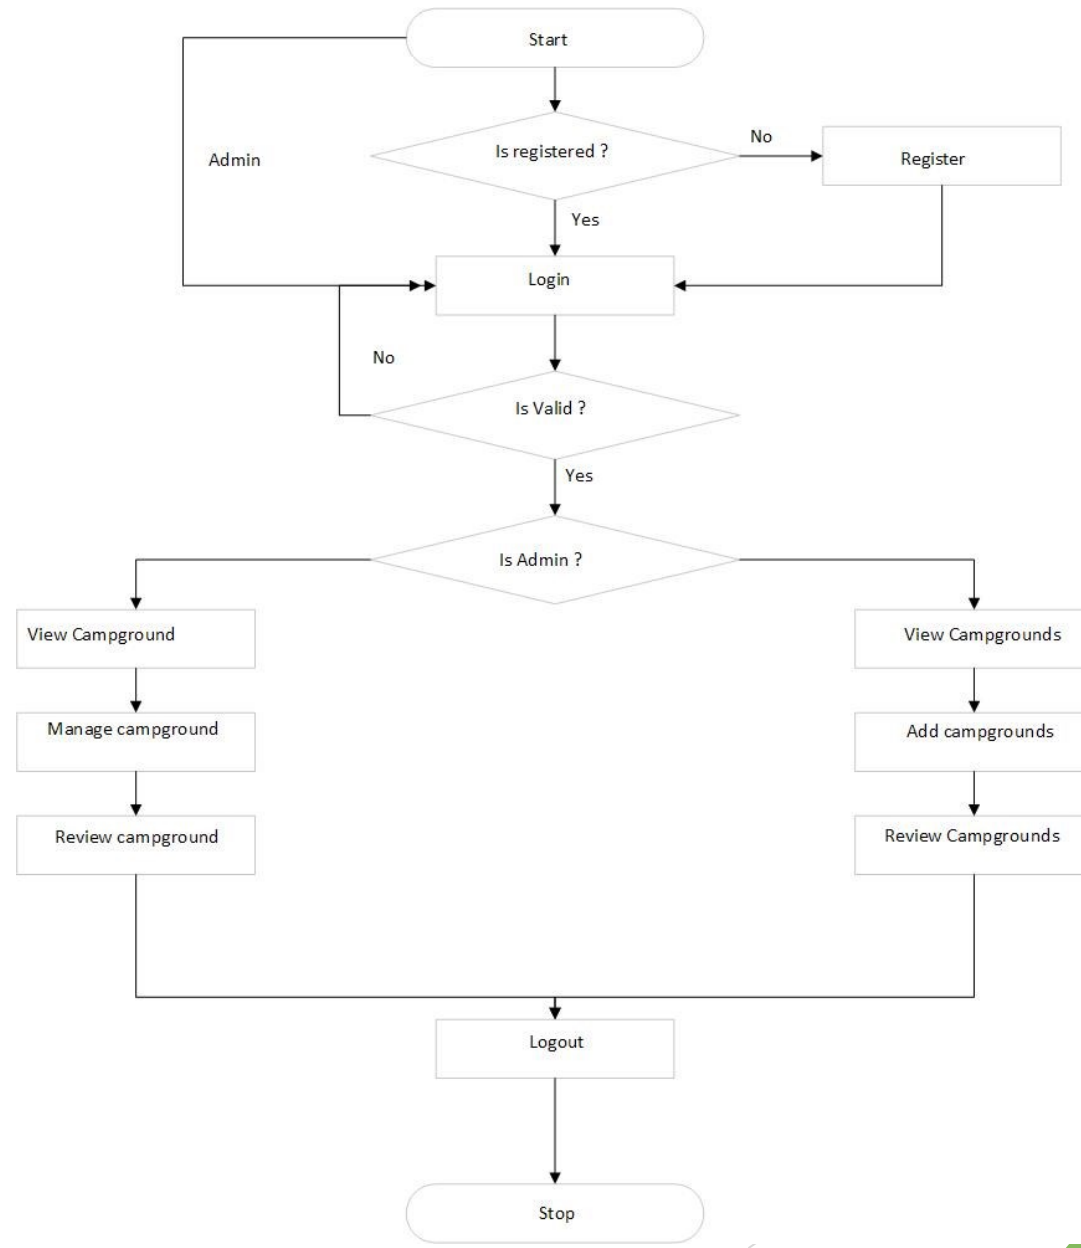 Start
Is registered ?
No
Register
Admin
Yes
Login
No
Is Valid ?
Yes
Is Admin ?
View Campground
View Campgrounds
Manage campground
Add campgrounds
Review campground
Review Campgrounds
Logout
Stop